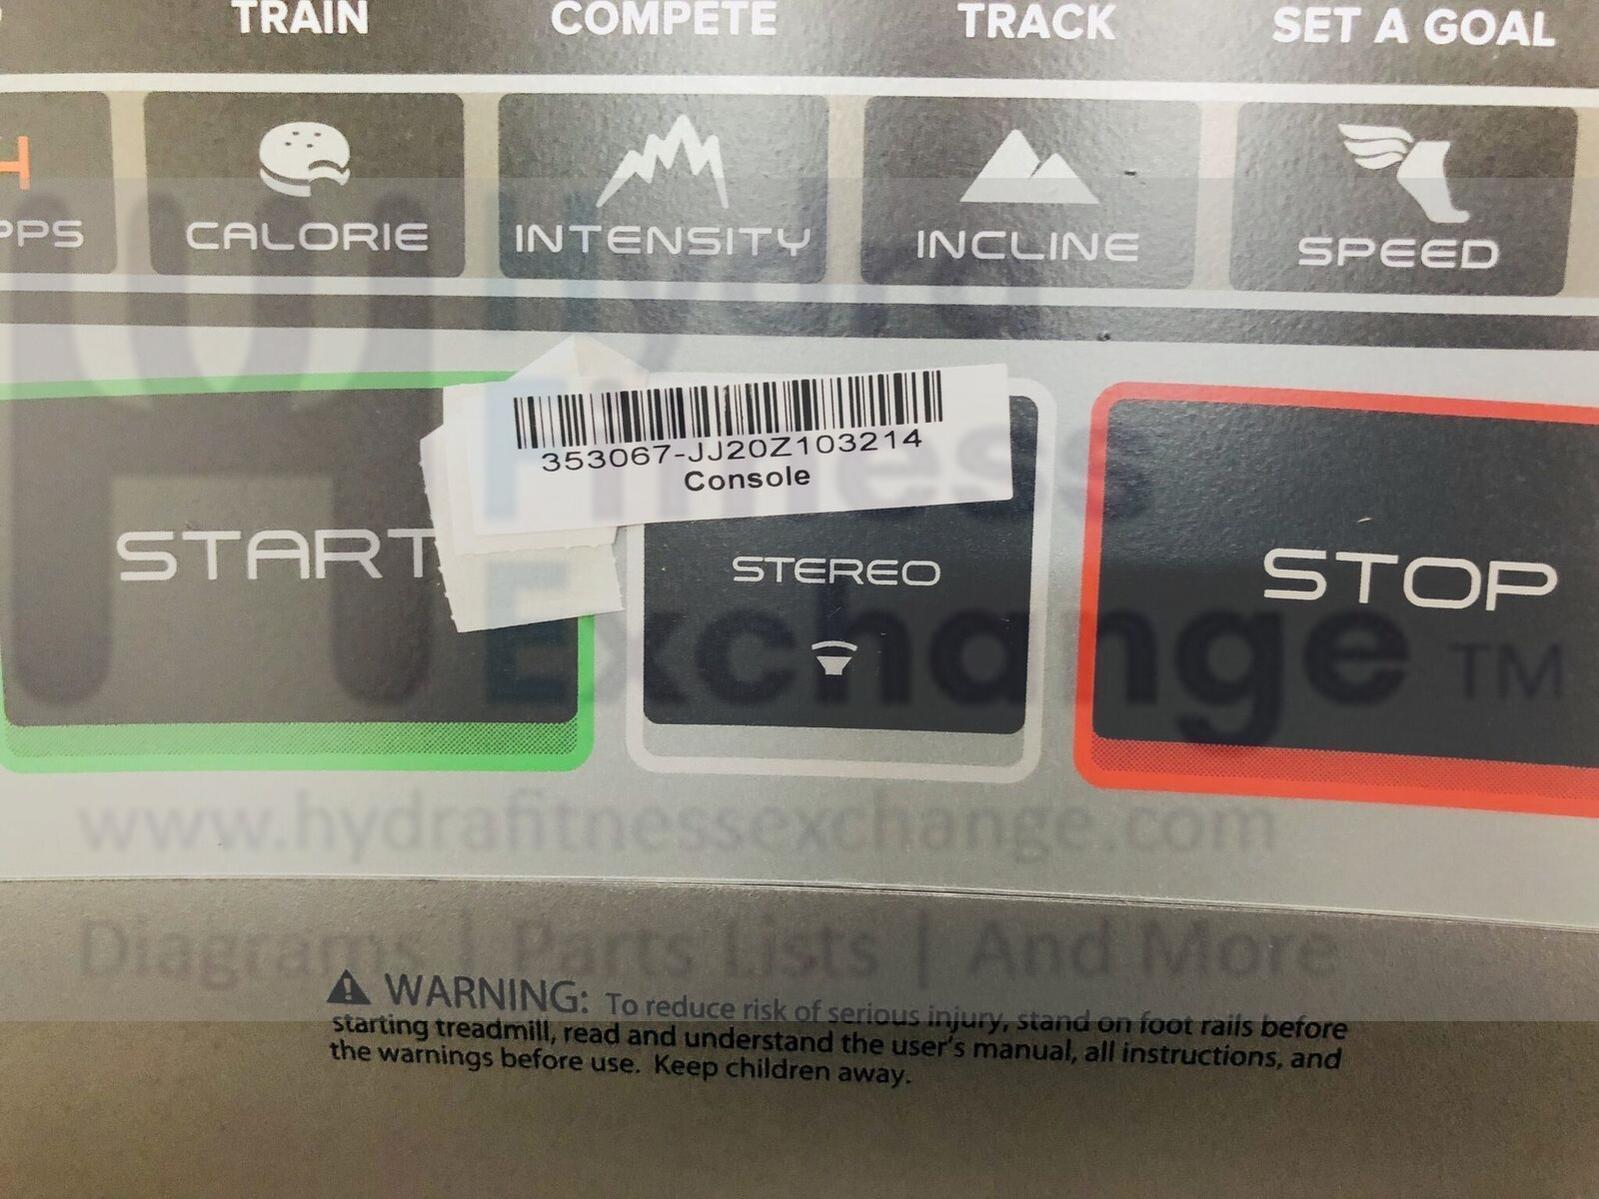 TRAIN COMPETE TRACK SET A GOAL
PPS CALORIE INTENSITY INCLINE SPEED
353067-JJ20Z103214
Console
START STEREO STOP
Hydra
Fitness
Exchange TM
www.hydrafitnessexchange.com
Diagrams | Parts Lists | And More
WARNING: To reduce risk of serious injury, stand on foot rails before
starting treadmill, read and understand the user's manual, all instructions, and
the warnings before use. Keep children away.